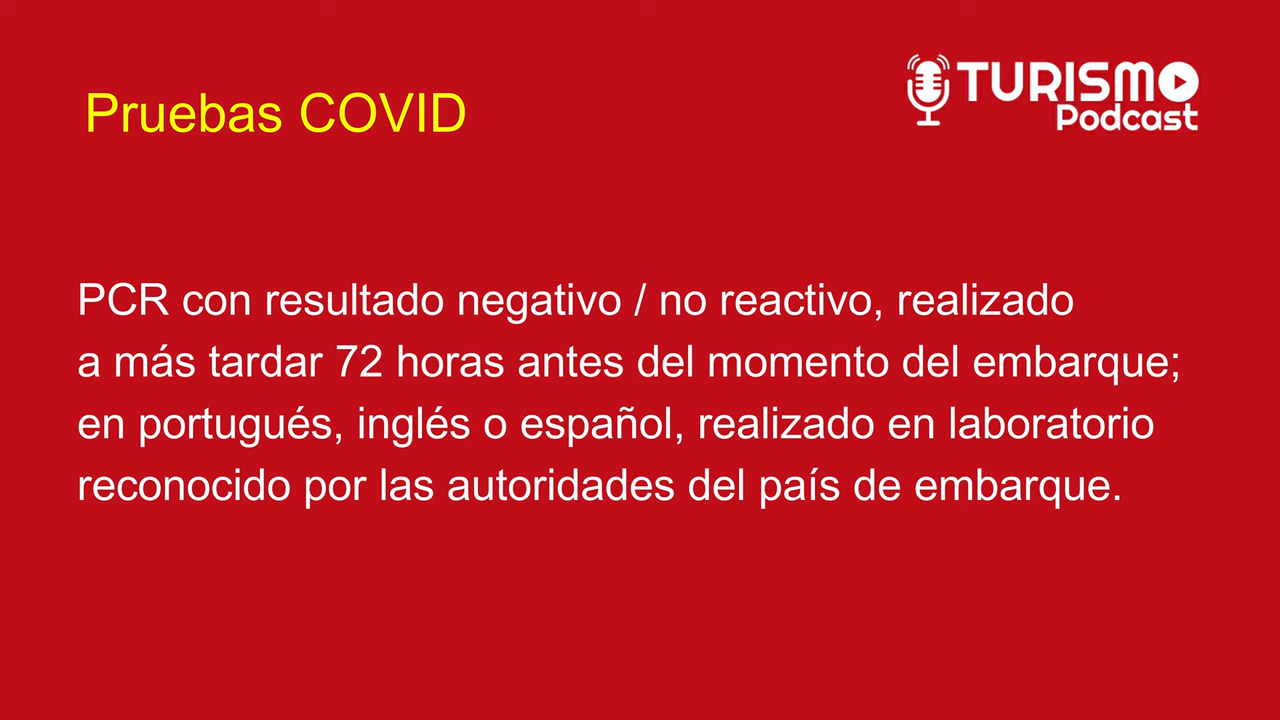 Pruebas COVID
TURISMO
Podcast
PCR con resultado negativo / no reactivo, realizado
a más tardar 72 horas antes del momento del embarque;
en portugués, inglés o español, realizado en laboratorio
reconocido por las autoridades del país de embarque.